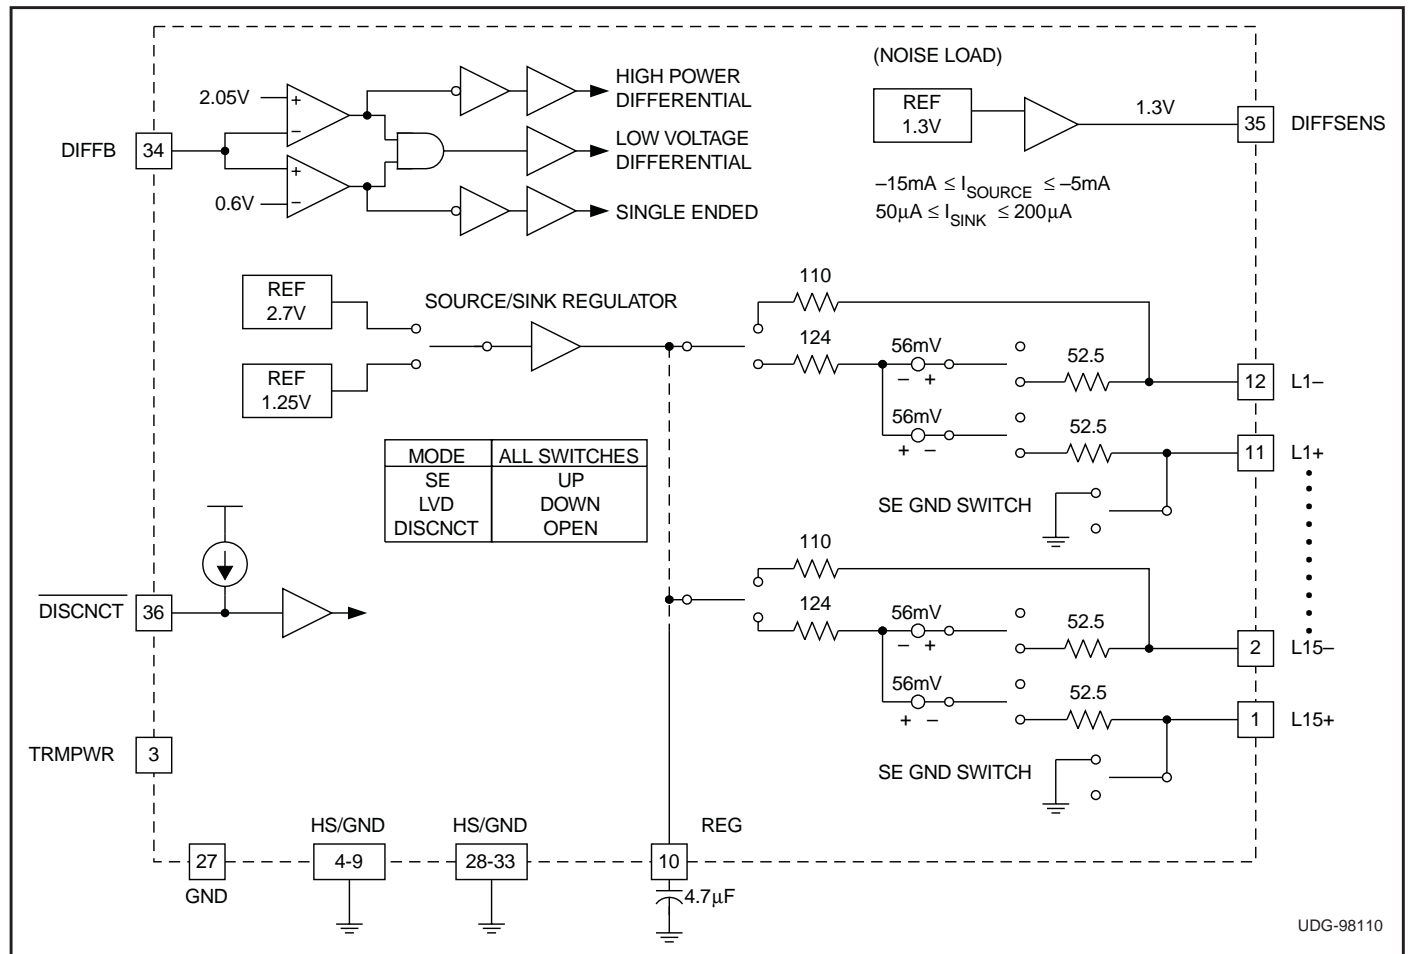 (NOISE LOAD)
HIGH POWER
DIFFERENTIAL
2.05V
+
−
REF
1.3V
1.3V
35
DIFFSENS
DIFFB
34
LOW VOLTAGE
DIFFERENTIAL
+
−
0.6V
SINGLE ENDED
–15mA ≤ ISOURCE ≤ –5mA
50µA ≤ ISINK ≤ 200µA
REF
2.7V
SOURCE/SINK REGULATOR
110
124
56mV
− +
52.5
12
L1–
REF
1.25V
56mV
+ −
52.5
11
L1+
MODE ALL SWITCHES
SE UP
LVD DOWN
DISCNCT OPEN
SE GND SWITCH
110
124
56mV
− +
52.5
2
L15–
DISCNCT
36
56mV
+ −
52.5
1
L15+
TRMPWR
3
SE GND SWITCH
HS/GND
HS/GND
REG
27
4-9
28-33
10
GND
4.7µF
UDG-98110